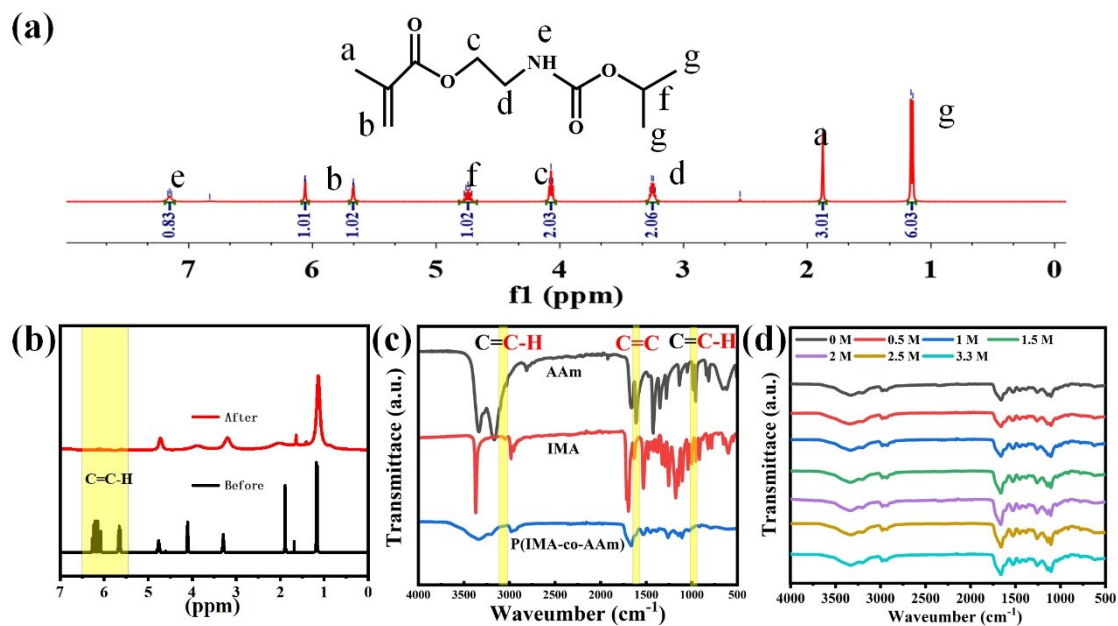 (a)
O
a
c
e
NH
O
g
O
f
b
d
O
g
e
b
f
c
d
a
g
0.83
1.01
1.02
1.02
2.03
2.06
3.01
6.03
7 6 5 4 3 2 1 0
f1 (ppm)
(b)
After
C=C-H
Before
7 6 5 4 3 2 1 0
(ppm)
(c)
C=C-H C=C C=C-H
AAm
IMA
P(IMA-co-AAm)
Transmittace (a.u.)
4000 3500 3000 2500 2000 1500 1000 500
Waveumber (cm-1)
(d)
0 M 0.5 M 1 M 1.5 M
2 M 2.5 M 3.3 M
Transmittace (a.u.)
4000 3500 3000 2500 2000 1500 1000 500
Waveumber (cm-1)